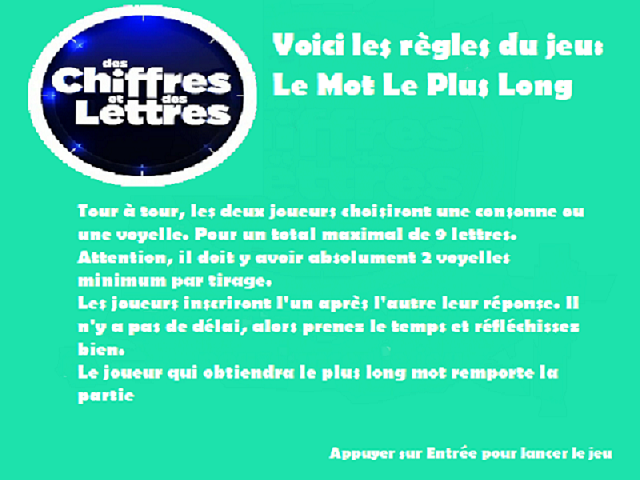 des
Chiffres
et des
Lettres
Voici les règles du jeu:
Le Mot Le Plus Long
Tour à tour, les deux joueurs choisiront une consonne ou
une voyelle. Pour un total maximal de 9 lettres.
Attention, il doit y avoir absolument 2 voyelles
minimum par tirage.
Les joueurs inscriront l'un après l'autre leur réponse. Il
n'y a pas de délai, alors prenez le temps et réfléchissez
bien.
Le joueur qui obtiendra le plus long mot remporte la
partie
Appuyer sur Entrée pour lancer le jeu